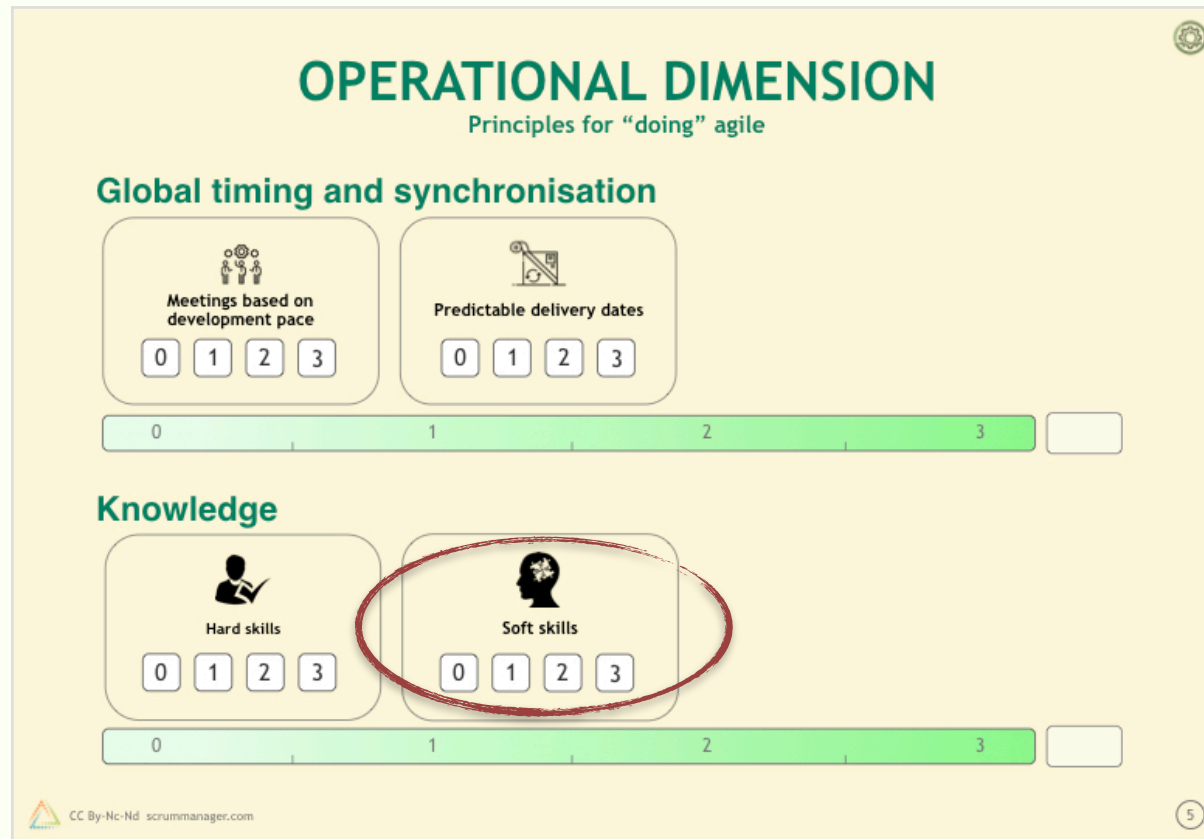 OPERATIONAL DIMENSION
Principles for “doing” agile
Global timing and synchronisation
Meetings based on
development pace
0 1 2 3
Predictable delivery dates
0 1 2 3
0 1 2 3
Knowledge
Hard skills
0 1 2 3
Soft skills
0 1 2 3
0 1 2 3
CC By-Nc-Nd scrummanager.com
5